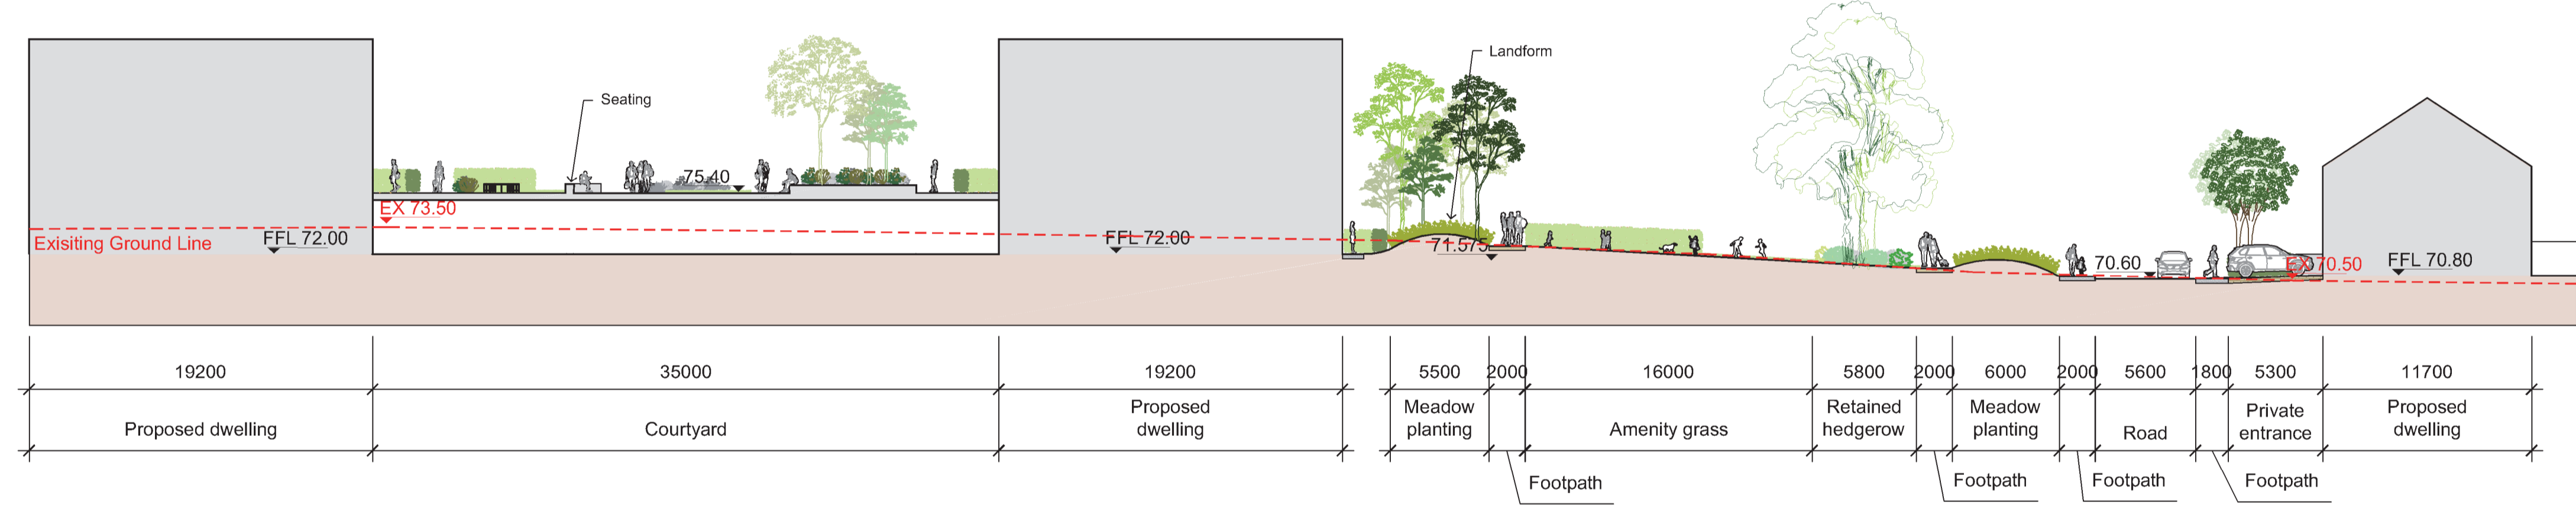 Landform
Seating
75.40
EX 73.50
Exisiting Ground Line
FFL 72.00
FFL 72.00
71.575
70.60
EX 70.50
FFL 70.80
19200
35000
19200
5500
2000
16000
5800
2000
6000
2000
5600
1800
5300
11700
Proposed dwelling
Courtyard
Proposed
dwelling
Meadow
planting
Amenity grass
Retained
hedgerow
Meadow
planting
Road
Private
entrance
Proposed
dwelling
Footpath
Footpath
Footpath
Footpath